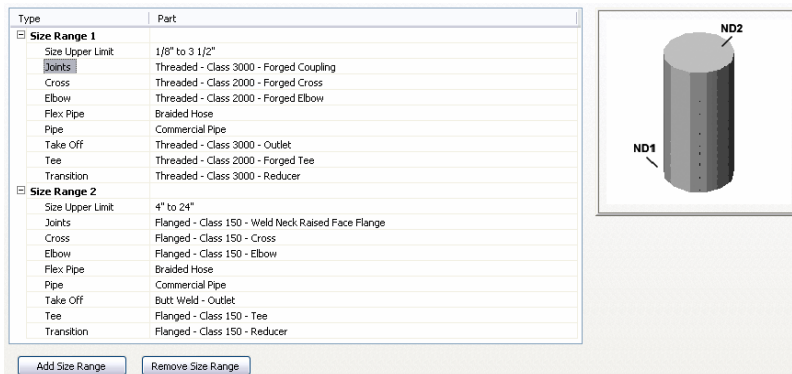 Type Part
Size Range 1
Size Upper Limit 1/8" to 3 1/2"
Joints Threaded - Class 3000 - Forged Coupling
Cross Threaded - Class 2000 - Forged Cross
Elbow Threaded - Class 2000 - Forged Elbow
Flex Pipe Braided Hose
Pipe Commercial Pipe
Take Off Threaded - Class 3000 - Outlet
Tee Threaded - Class 2000 - Forged Tee
Transition Threaded - Class 3000 - Reducer
Size Range 2
Size Upper Limit 4" to 24"
Joints Flanged - Class 150 - Weld Neck Raised Face Flange
Cross Flanged - Class 150 - Cross
Elbow Flanged - Class 150 - Elbow
Flex Pipe Braided Hose
Pipe Commercial Pipe
Take Off Butt Weld - Outlet
Tee Flanged - Class 150 - Tee
Transition Flanged - Class 150 - Reducer
Add Size Range Remove Size Range
ND2
ND1